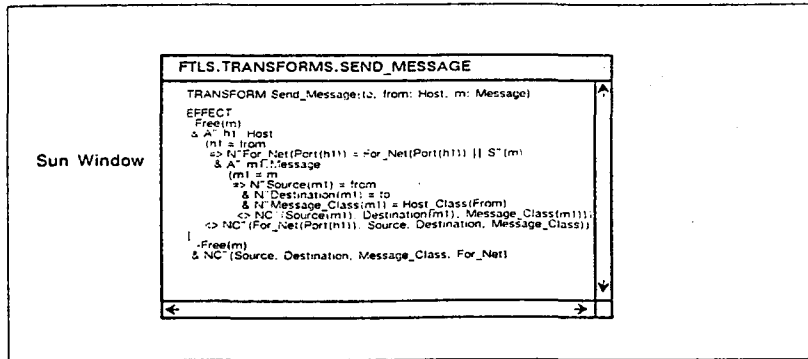 FTLS.TRANSFORMS.SEND_MESSAGE
TRANSFORM Send_Message(to, from: Host, m: Message)
EFFECT
Free(m)
& A" h1: Host
(h1 = from
=> N"For_Net(Port(h1)) = For_Net(Port(h1)) || S"(m)
& A" m1:Message
(m1 = m
=> N"Source(m1) = from
& N"Destination(m1) = to
& N"Message_Class(m1) = Host_Class(From)
<> NC"(Source(m1), Destination(m1), Message_Class(m1)))
<> NC"(For_Net(Port(h1)), Source, Destination, Message_Class))
|
~Free(m)
& NC"(Source, Destination, Message_Class, For_Net)
Sun Window